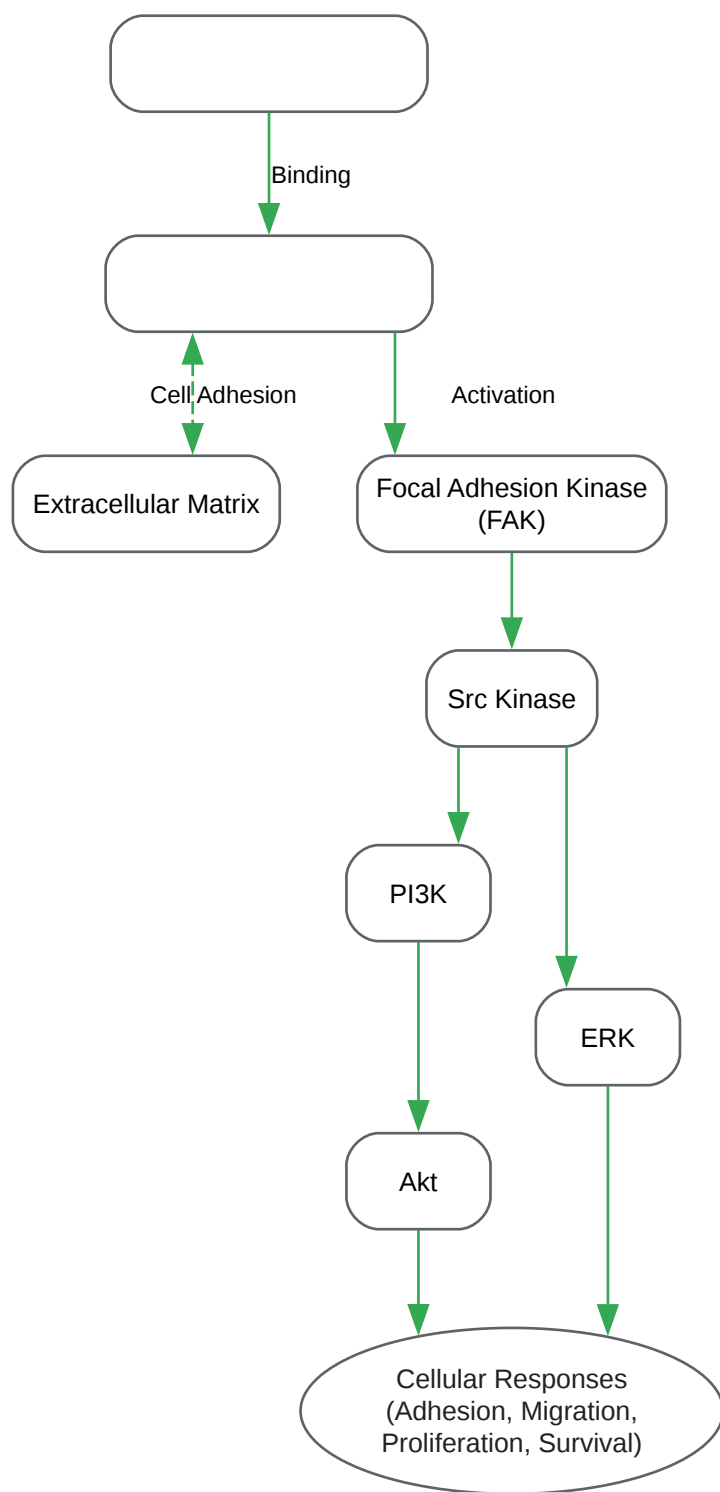 Binding
Cell Adhesion
Activation
Extracellular Matrix
Focal Adhesion Kinase
(FAK)
Src Kinase
PI3K
ERK
Akt
Cellular Responses
(Adhesion, Migration,
Proliferation, Survival)